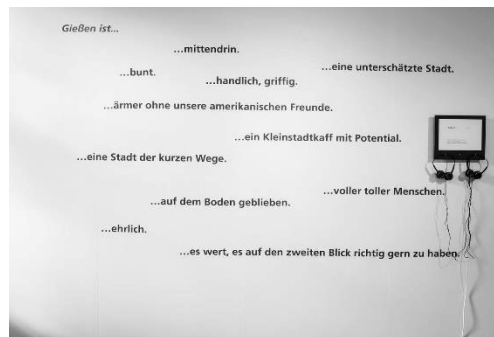 Gießen ist...
...mittendrin.
...eine unterschätzte Stadt.
...bunt.
...handlich, griffig.
...ärmer ohne unsere amerikanischen Freunde.
...ein Kleinstadtkaff mit Potential.
...eine Stadt der kurzen Wege.
...voller toller Menschen.
...auf dem Boden geblieben.
...ehrlich.
...es wert, es auf den zweiten Blick richtig gern zu haben.